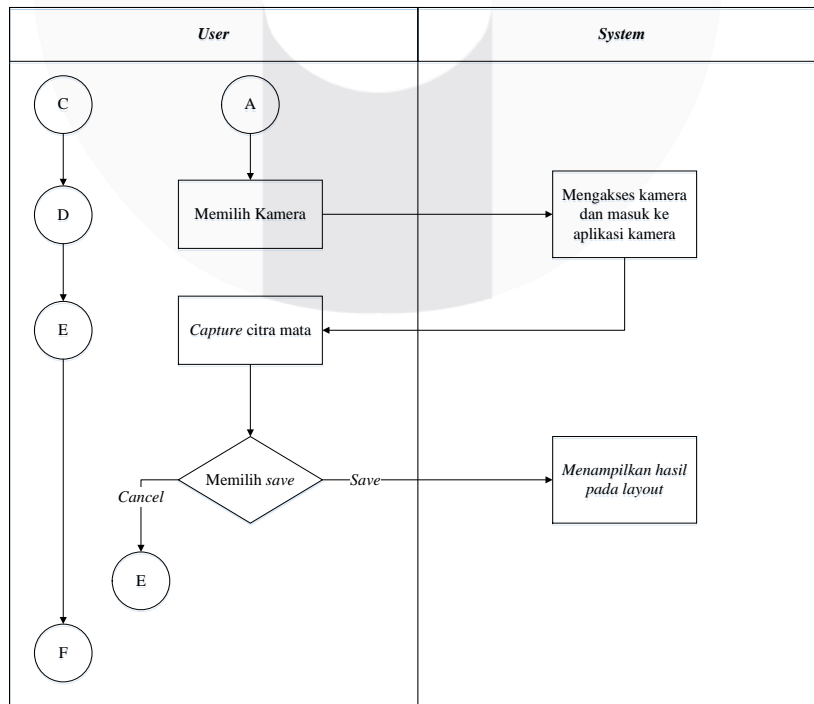 User
System
C
A
D
Memilih Kamera
Mengakses kamera
dan masuk ke
aplikasi kamera
E
Capture citra mata
Memilih save
Save
Cancel
Menampilkan hasil
pada layout
E
F